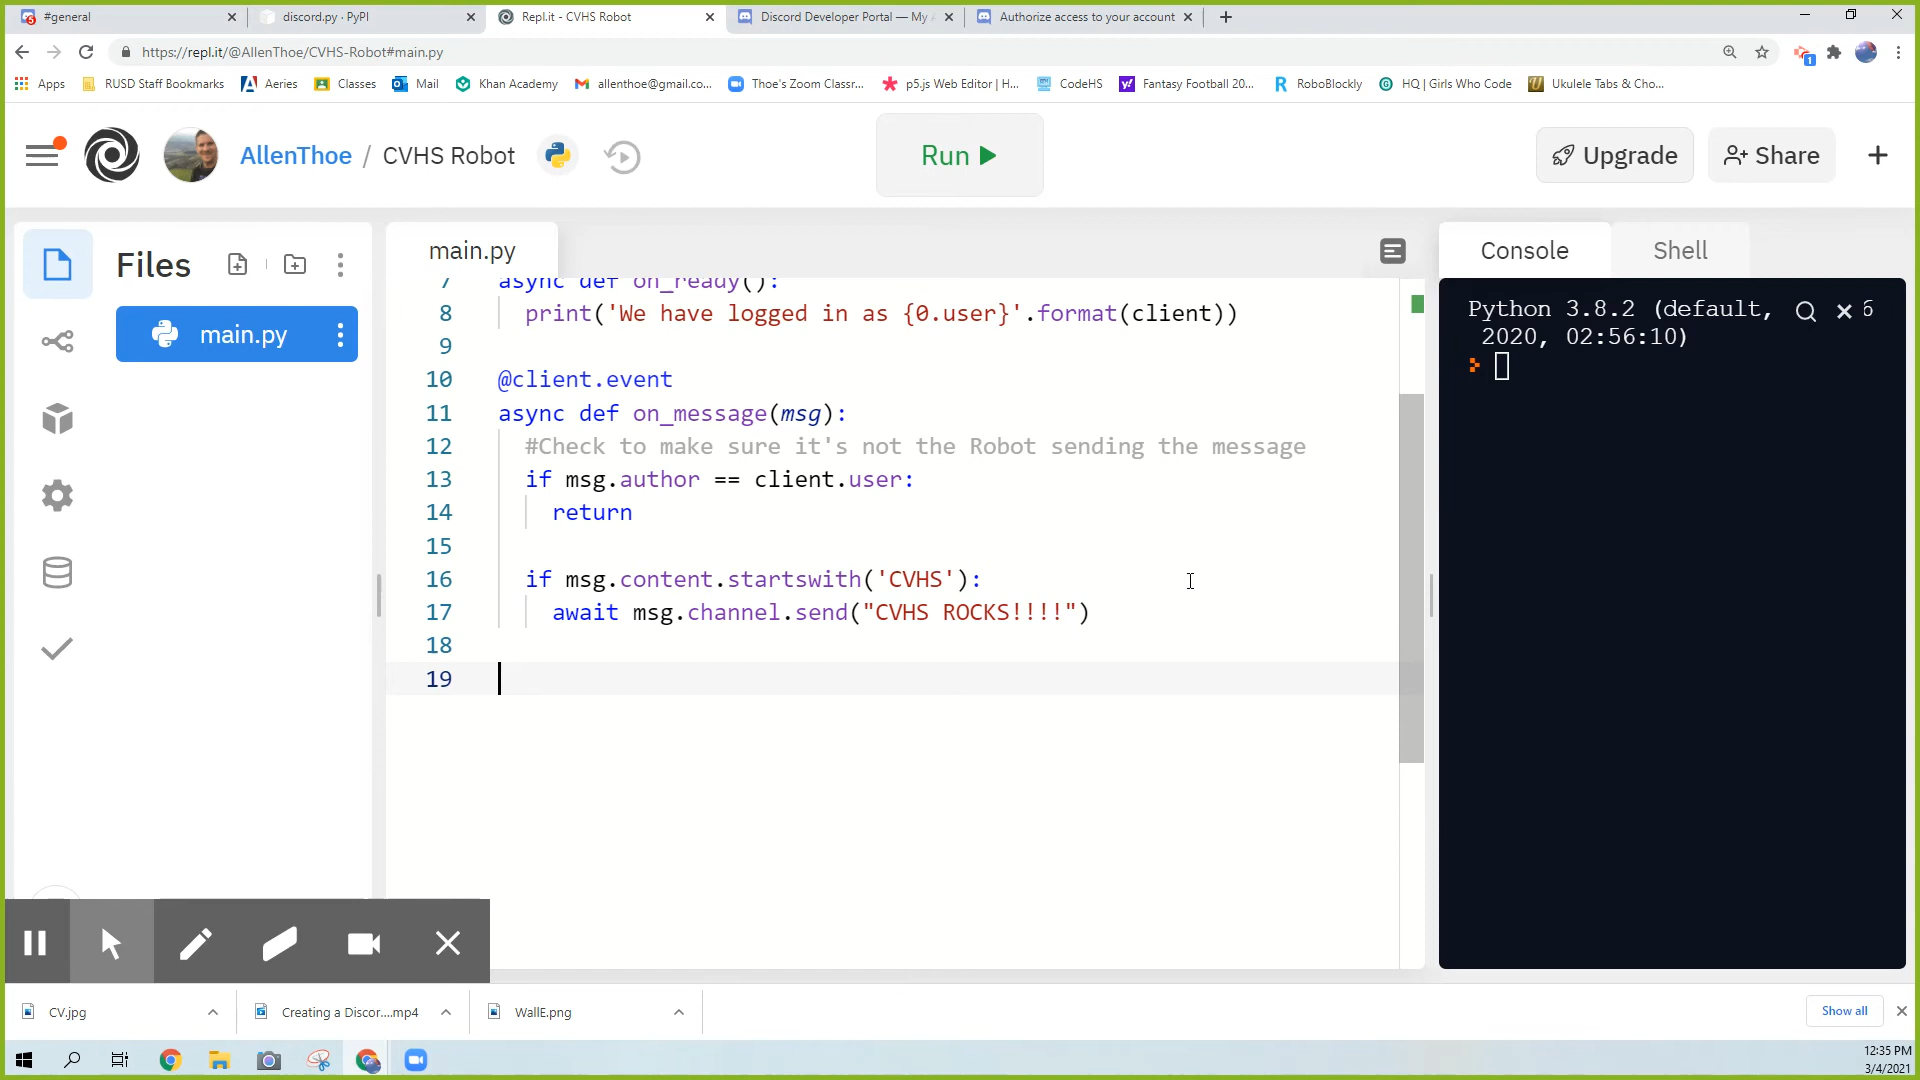 #general
discord.py · PyPI
Repl.it - CVHS Robot
Discord Developer Portal — My A
Authorize access to your account
https://repl.it/@AllenThoe/CVHS-Robot#main.py
Apps
RUSD Staff Bookmarks
Aeries
Classes
Mail
Khan Academy
allenthoe@gmail.co...
Thoe's Zoom Classr...
p5.js Web Editor | H...
CodeHS
Fantasy Football 20...
RoboBlockly
HQ | Girls Who Code
Ukulele Tabs & Cho...
AllenThoe / CVHS Robot
Run
Upgrade
Share
Files
main.py
main.py
7 async def on_ready():
8 print('We have logged in as {0.user}'.format(client))
9
10 @client.event
11 async def on_message(msg):
12 #Check to make sure it's not the Robot sending the message
13 if msg.author == client.user:
14 return
15
16 if msg.content.startswith('CVHS'):
17 await msg.channel.send("CVHS ROCKS!!!!")
18
19
Console
Shell
Python 3.8.2 (default, 6
2020, 02:56:10)
CV.jpg
Creating a Discor....mp4
WallE.png
Show all
12:35 PM
3/4/2021